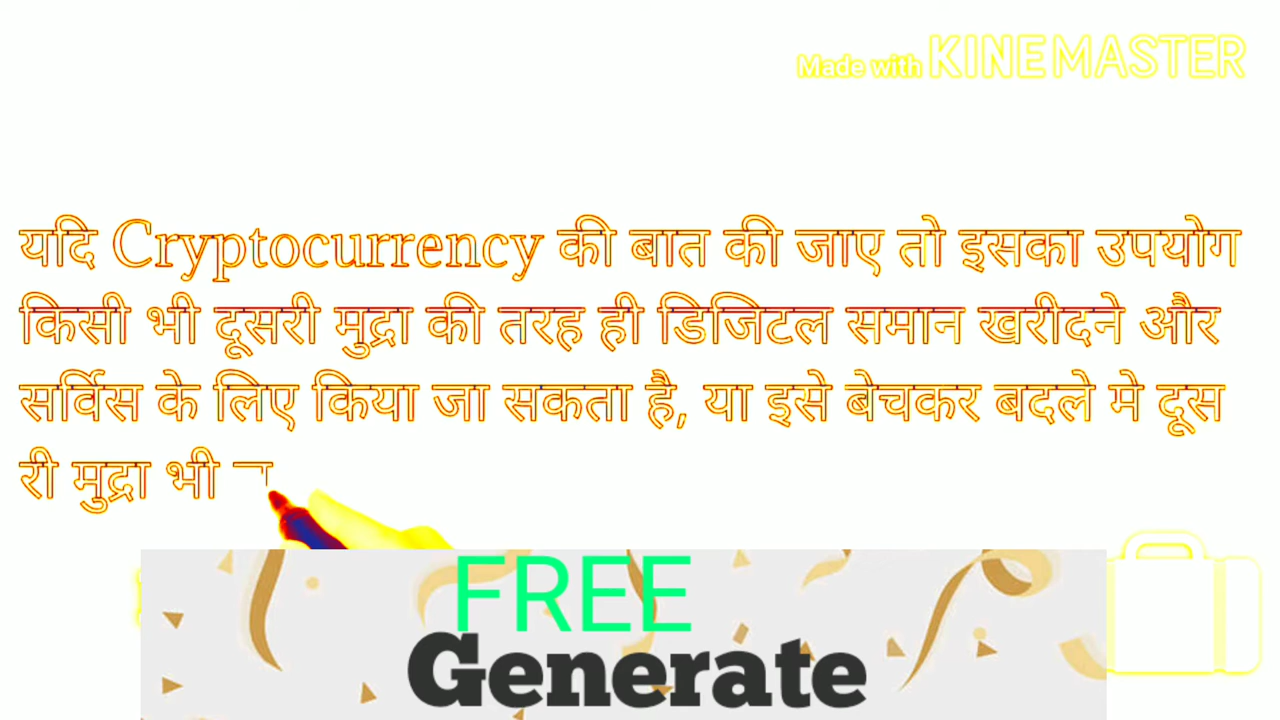 Made with KINEMASTER
यदि Cryptocurrency की बात की जाए तो इसका उपयोग
किसी भी दूसरी मुद्रा की तरह ही डिजिटल समान खरीदने और
सर्विस के लिए किया जा सकता है, या इसे बेचकर बदले मे दूस
री मुद्रा भी
FREE
Generate